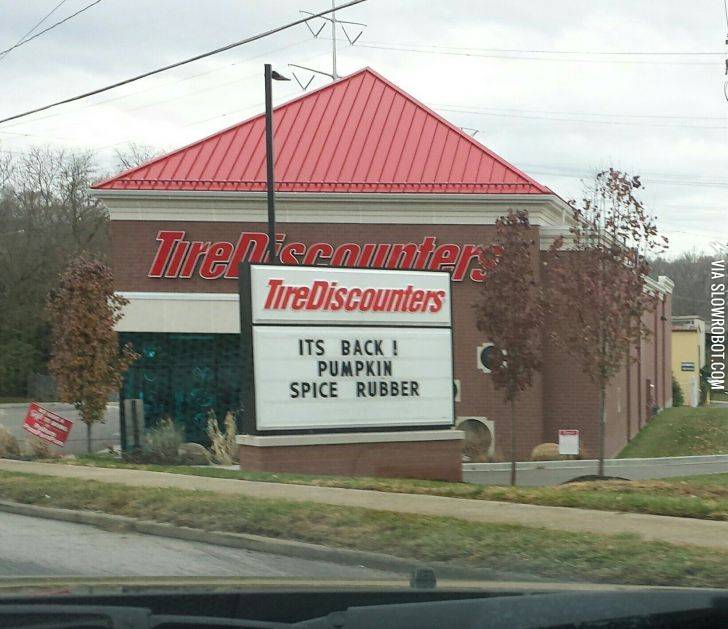 TireDiscounters
TireDiscounters
ITS BACK !
PUMPKIN
SPICE RUBBER
VIA SLOWROBOT.COM